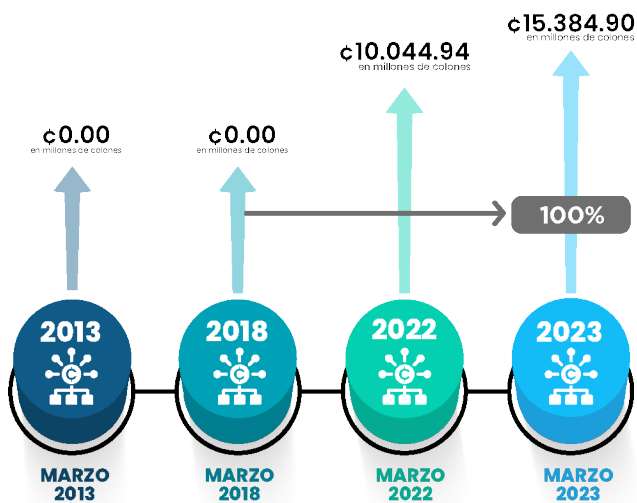 ₡15.384.90
en millones de colones
₡10.044.94
en millones de colones
₡0.00
en millones de colones
₡0.00
en millones de colones
100%
2013
2018
2022
2023
MARZO
2013
MARZO
2018
MARZO
2022
MARZO
2023